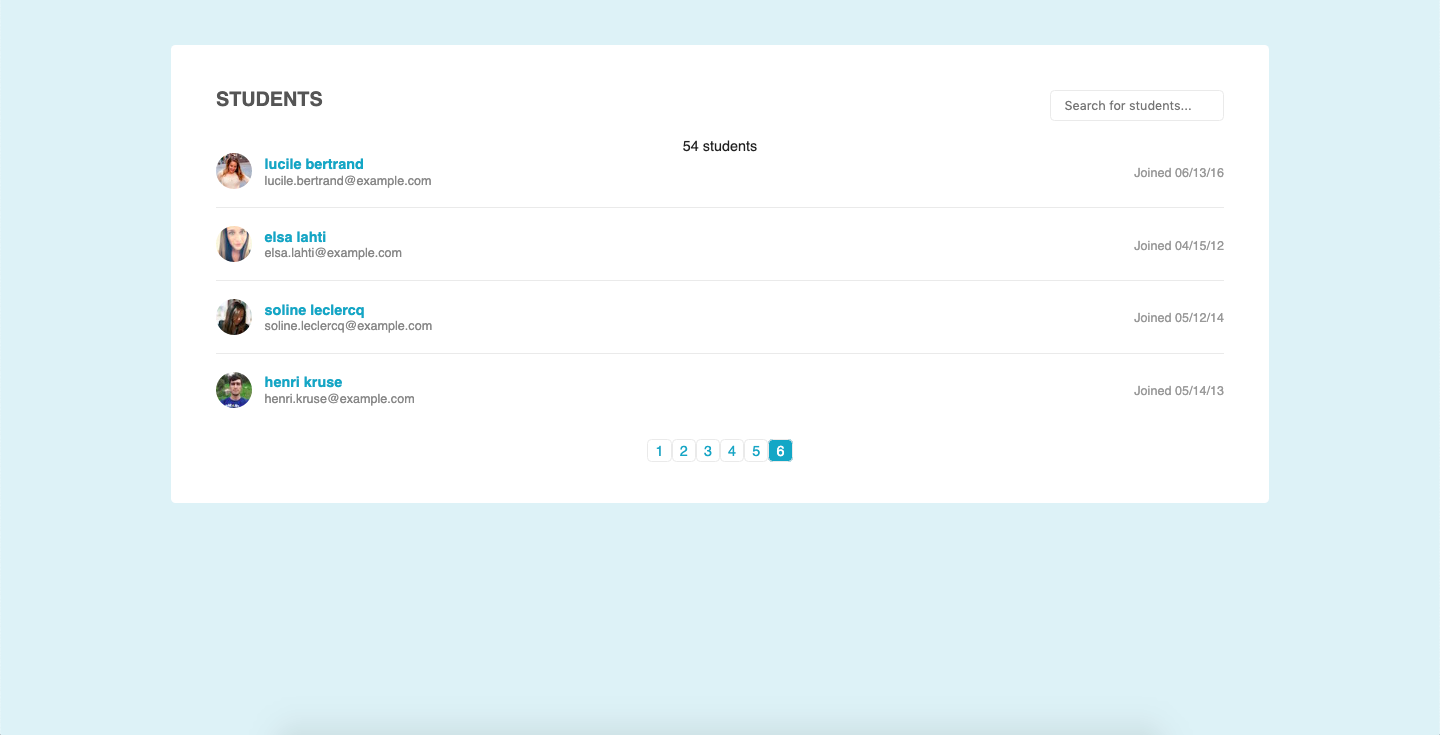 STUDENTS
Search for students...
54 students
lucile bertrand
lucile.bertrand@example.com
Joined 06/13/16
elsa lahti
elsa.lahti@example.com
Joined 04/15/12
soline leclercq
soline.leclercq@example.com
Joined 05/12/14
henri kruse
henri.kruse@example.com
Joined 05/14/13
1 2 3 4 5 6